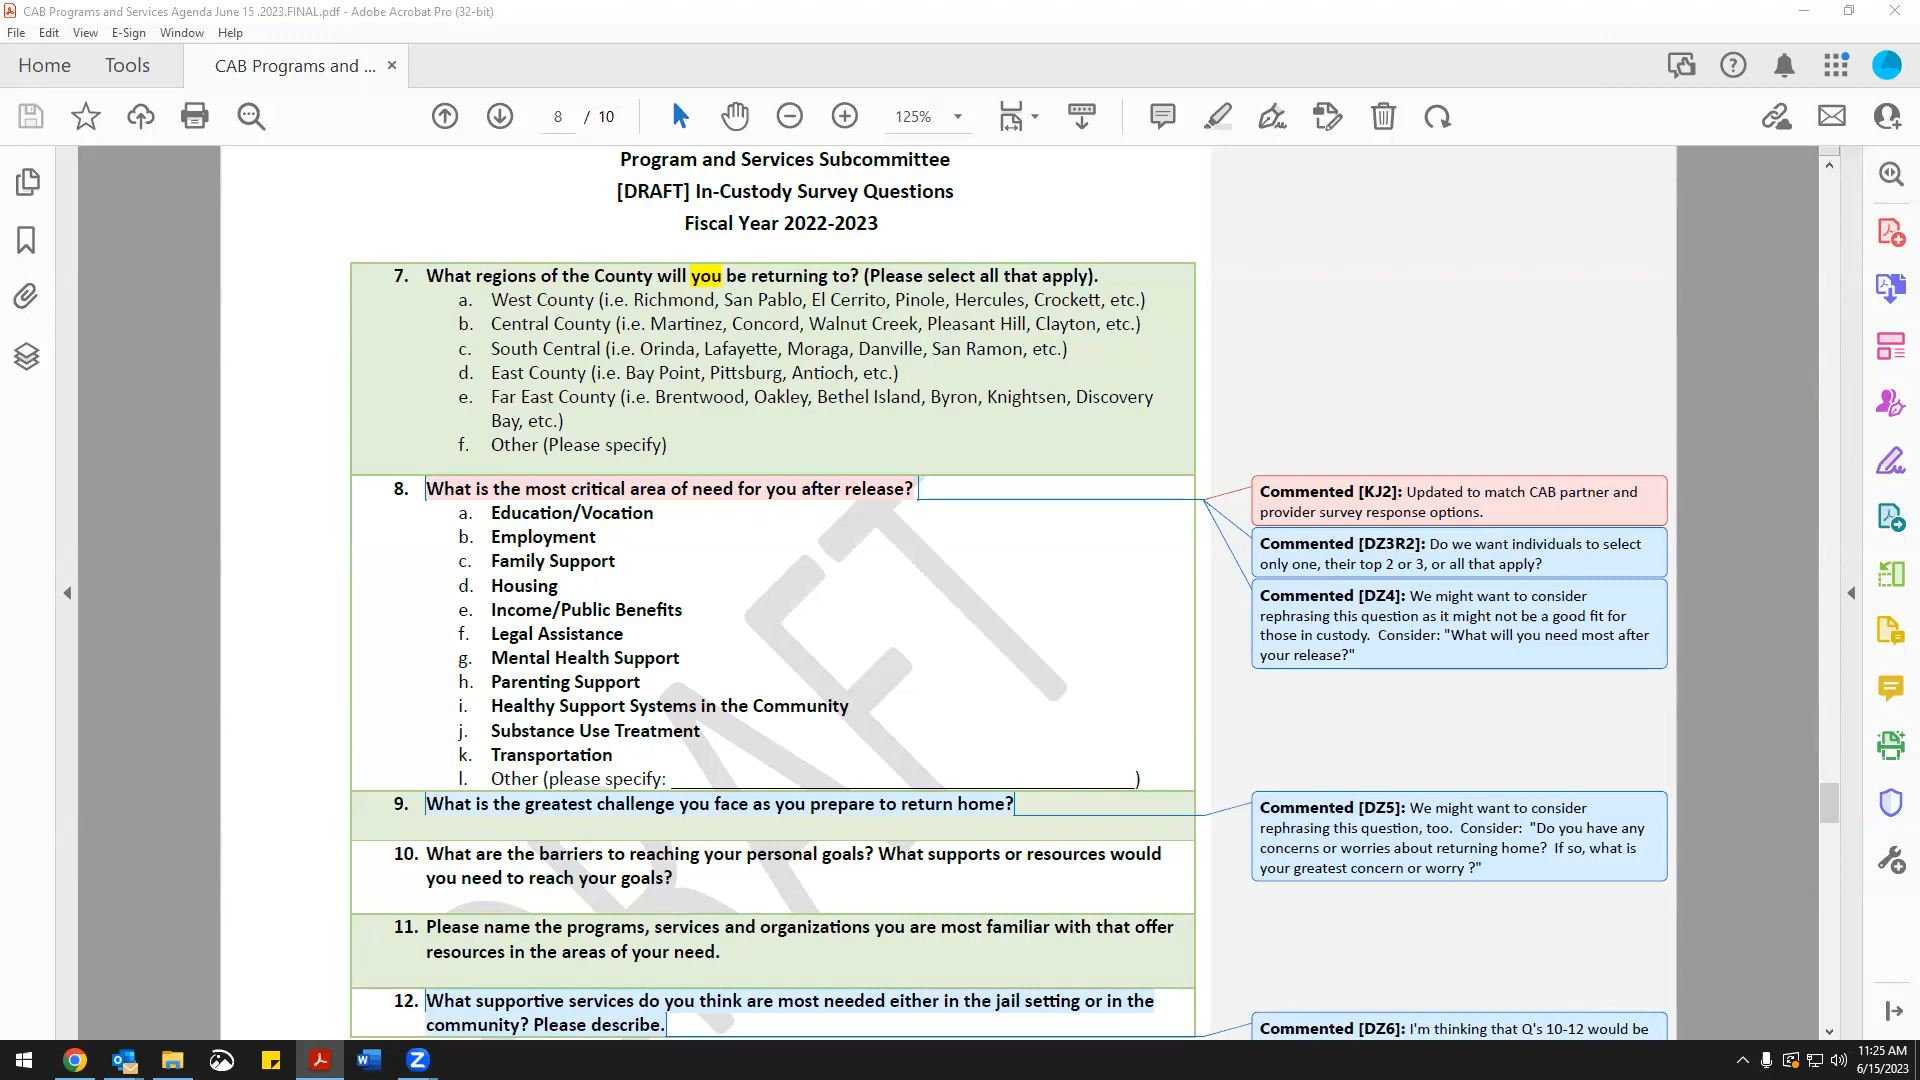 CAB Programs and Services Agenda June 15 .2023.FINAL.pdf - Adobe Acrobat Pro (32-bit)
File Edit View E-Sign Window Help
Home Tools CAB Programs and ... ×
8 / 10 125%
Program and Services Subcommittee
[DRAFT] In-Custody Survey Questions
Fiscal Year 2022-2023
7. What regions of the County will you be returning to? (Please select all that apply).
a. West County (i.e. Richmond, San Pablo, El Cerrito, Pinole, Hercules, Crockett, etc.)
b. Central County (i.e. Martinez, Concord, Walnut Creek, Pleasant Hill, Clayton, etc.)
c. South Central (i.e. Orinda, Lafayette, Moraga, Danville, San Ramon, etc.)
d. East County (i.e. Bay Point, Pittsburg, Antioch, etc.)
e. Far East County (i.e. Brentwood, Oakley, Bethel Island, Byron, Knightsen, Discovery
Bay, etc.)
f. Other (Please specify)
8. What is the most critical area of need for you after release?
a. Education/Vocation
b. Employment
c. Family Support
d. Housing
e. Income/Public Benefits
f. Legal Assistance
g. Mental Health Support
h. Parenting Support
i. Healthy Support Systems in the Community
j. Substance Use Treatment
k. Transportation
l. Other (please specify: ______________________________________________)
9. What is the greatest challenge you face as you prepare to return home?
10. What are the barriers to reaching your personal goals? What supports or resources would
you need to reach your goals?
11. Please name the programs, services and organizations you are most familiar with that offer
resources in the areas of your need.
12. What supportive services do you think are most needed either in the jail setting or in the
community? Please describe.
DRAFT
Commented [KJ2]: Updated to match CAB partner and
provider survey response options.
Commented [DZ3R2]: Do we want individuals to select
only one, their top 2 or 3, or all that apply?
Commented [DZ4]: We might want to consider
rephrasing this question as it might not be a good fit for
those in custody. Consider: "What will you need most after
your release?"
Commented [DZ5]: We might want to consider
rephrasing this question, too. Consider: "Do you have any
concerns or worries about returning home? If so, what is
your greatest concern or worry ?"
Commented [DZ6]: I'm thinking that Q's 10-12 would be
11:25 AM
6/15/2023